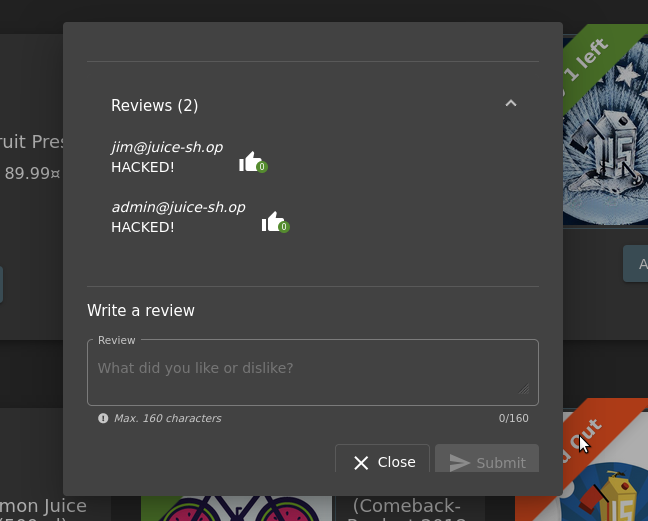 1 left
Reviews (2)
ruit Pres
jim@juice-sh.op
HACKED!
0
89.99¤
admin@juice-sh.op
HACKED!
0
A
Write a review
Review
What did you like or dislike?
Max. 160 characters
0/160
d Out
Close
Submit
mon Juice
(Comeback-